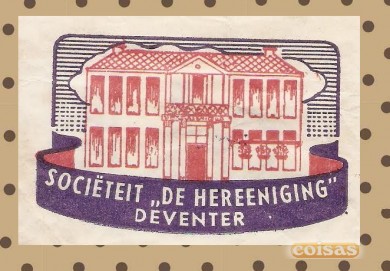 SOCIËTEIT „DE HEREENIGING"
DEVENTER
coisas